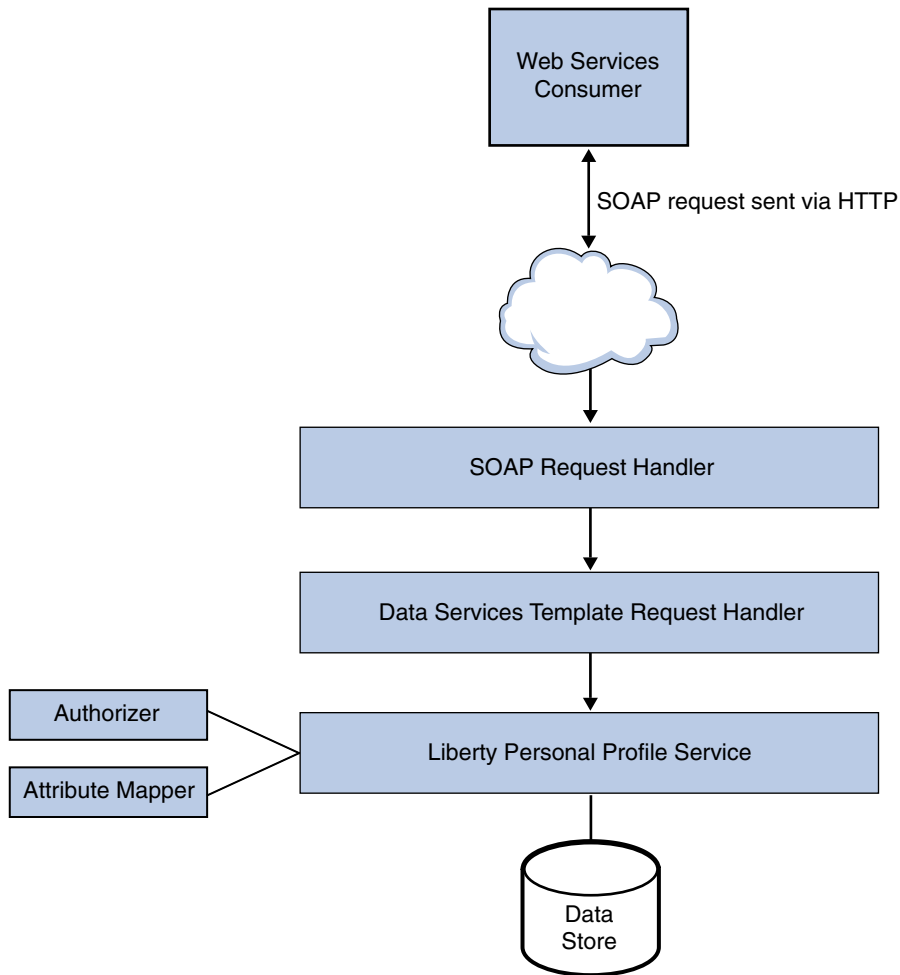 Web Services
Consumer
SOAP request sent via HTTP
SOAP Request Handler
Data Services Template Request Handler
Authorizer
Liberty Personal Profile Service
Attribute Mapper
Data
Store